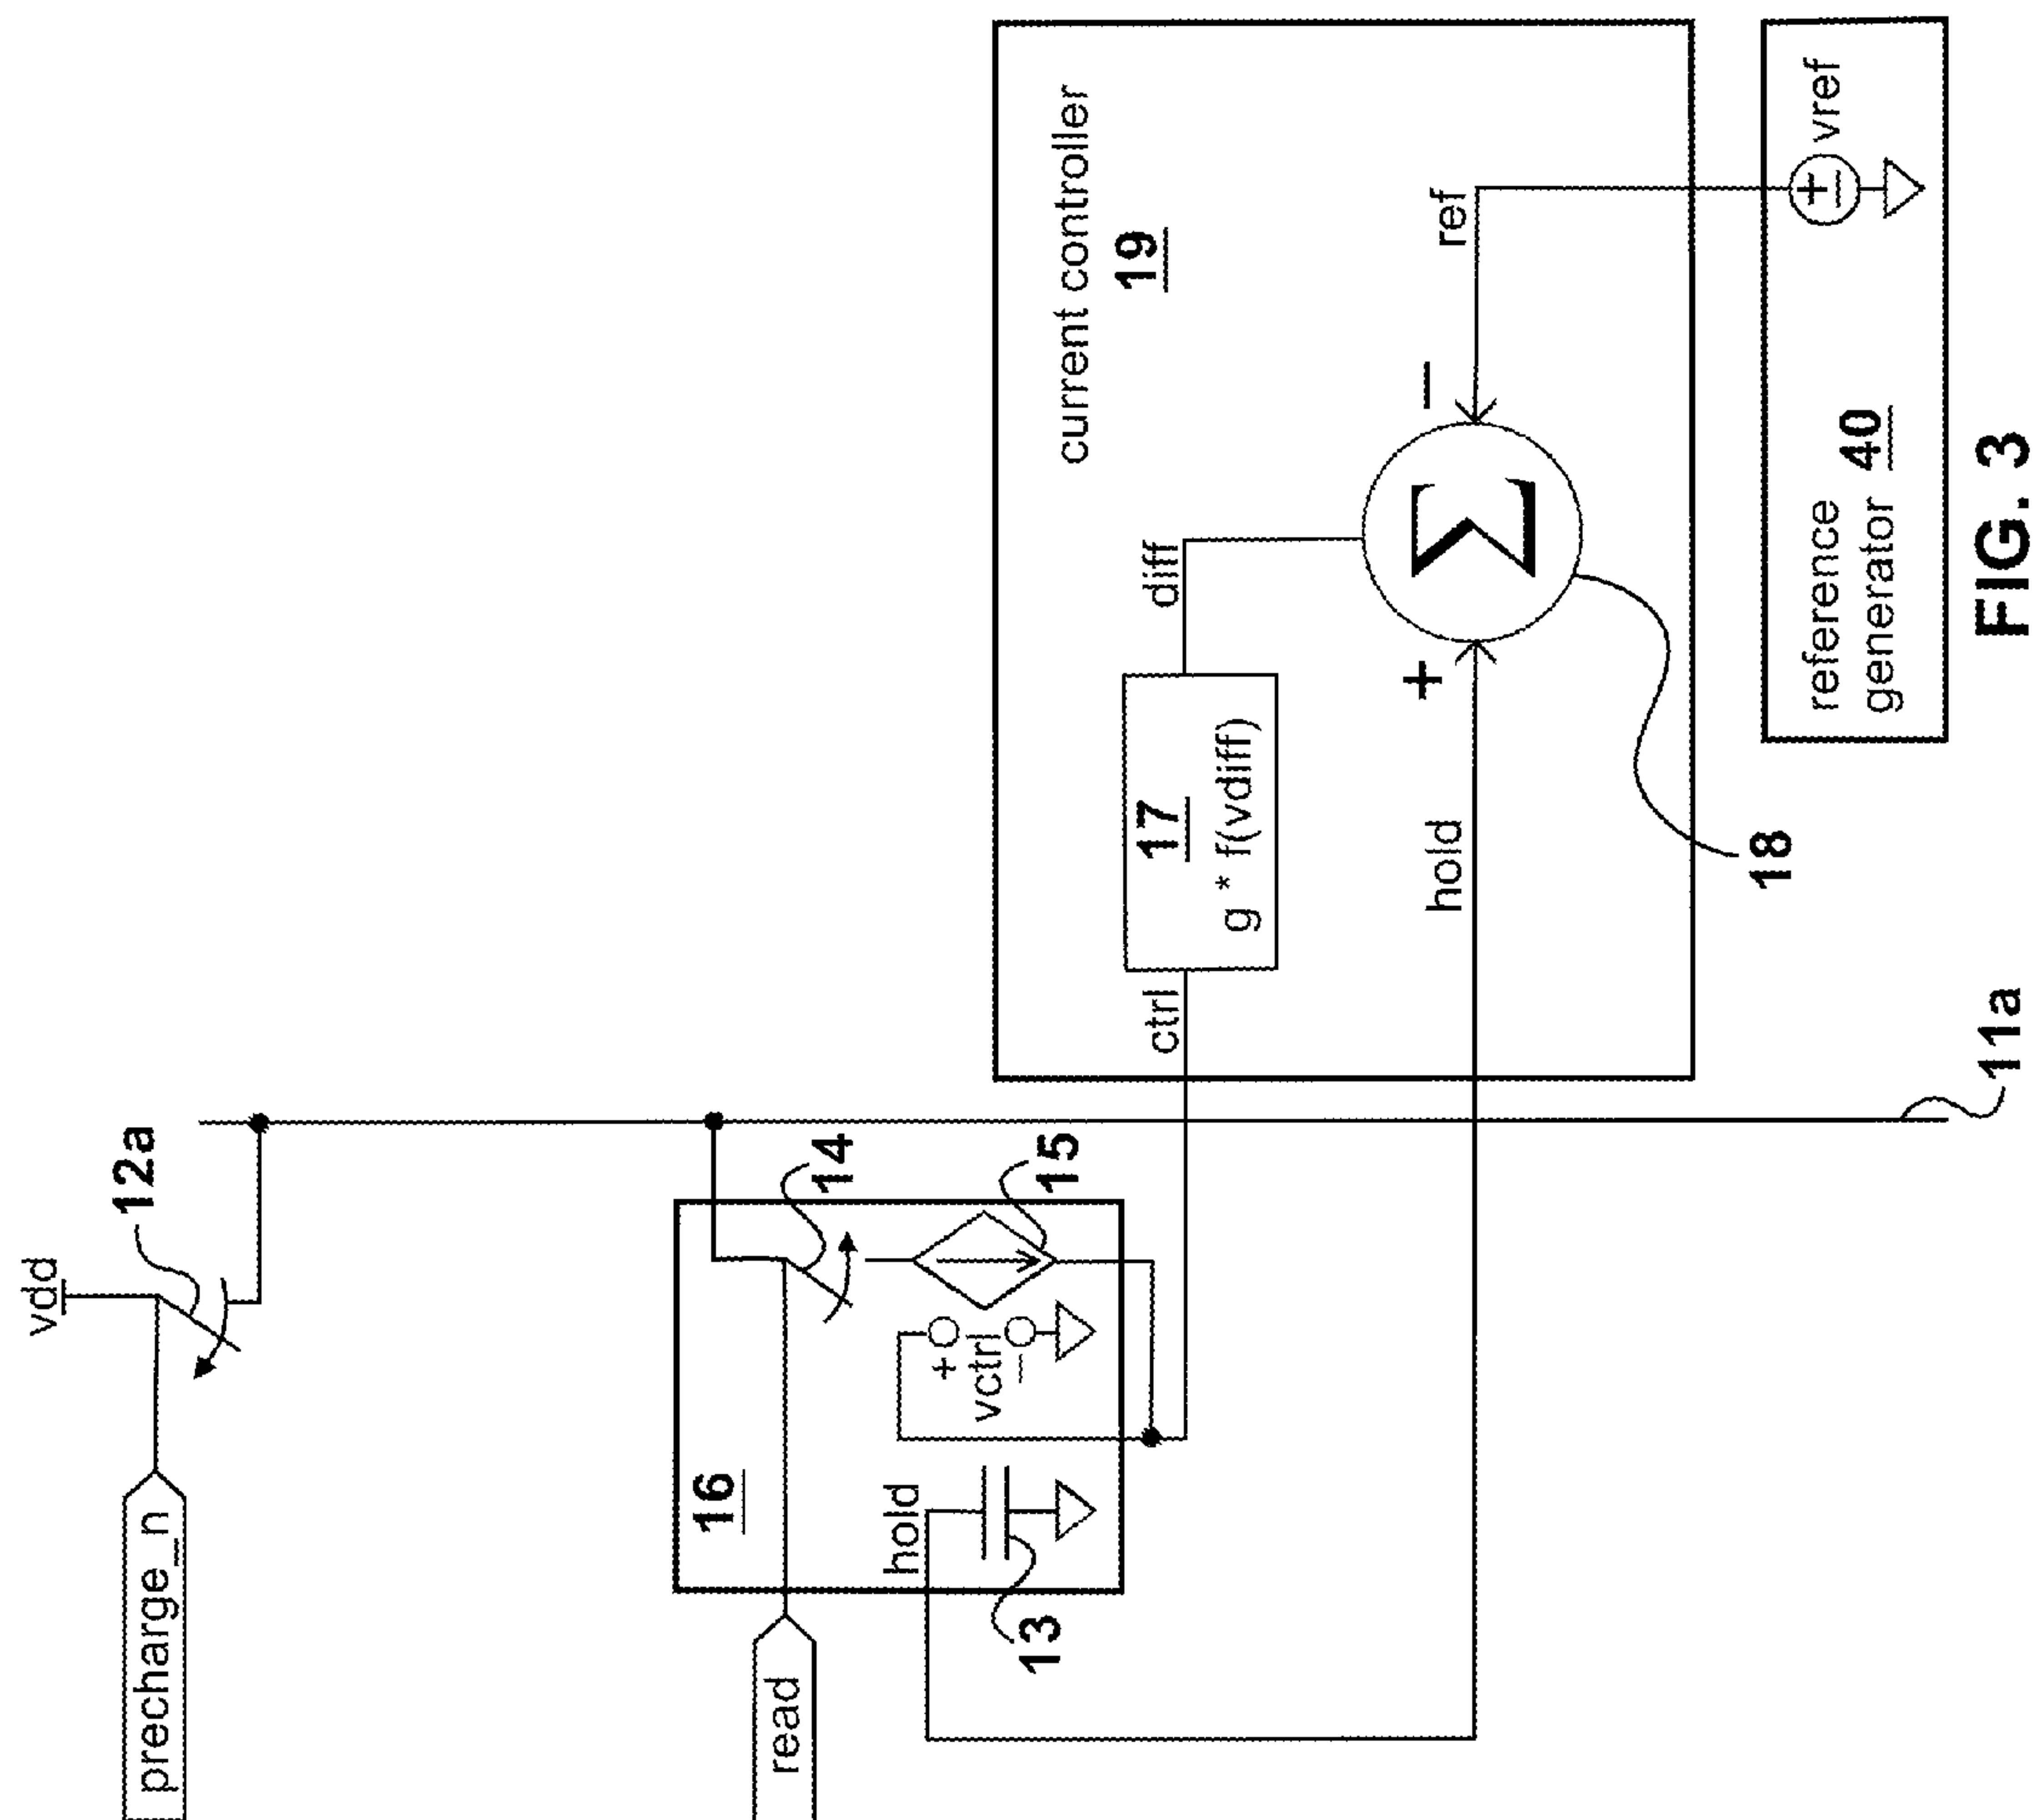 vdd
12a
precharge_n
read
16
14
15
+
vctrl
–
hold
13
11a
current controller
19
ctrl
17
g * f(vdiff)
diff
hold
+
Σ
–
ref
18
reference
generator 40
± vref
FIG. 3